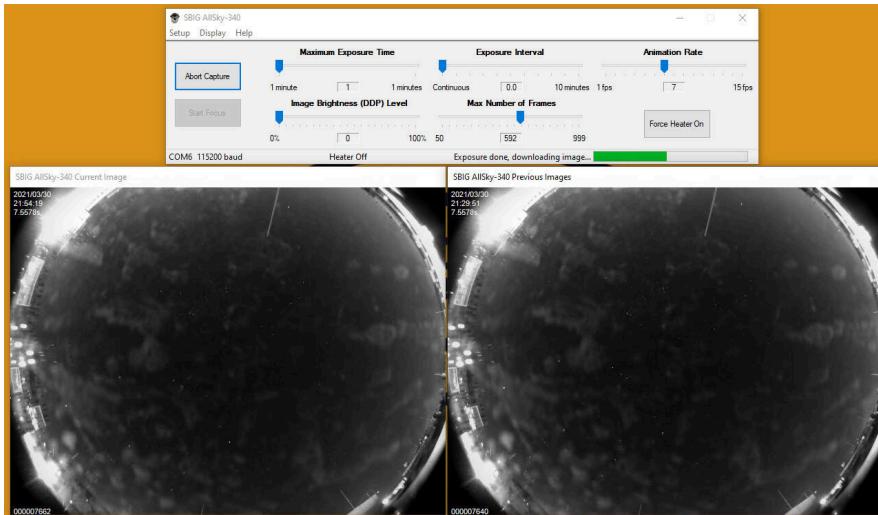 SBIG AllSky-340
Setup Display Help
Maximum Exposure Time
Exposure Interval
Animation Rate
Abort Capture
1 minute 1 1 minutes
Continuous 0.0 10 minutes
1 fps 7 15 fps
Start Focus
Image Brightness (DDP) Level
Max Number of Frames
Force Heater On
0% 0 100%
50 592 999
COM6 115200 baud
Heater Off
Exposure done, downloading image...
SBIG AllSky-340 Current Image
2021/03/30
21:54:19
7.5578s
000007662
SBIG AllSky-340 Previous Images
2021/03/30
21:29:51
7.5578s
000007640